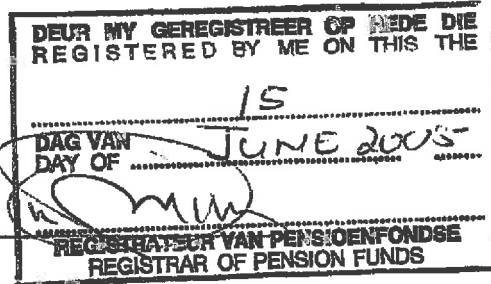 DEUR MY GEREGISTREER OP HEDE DIE
REGISTERED BY ME ON THIS THE
15
DAG VAN
DAY OF JUNE 2005
REGISTRATEUR VAN PENSIOENFONDSE
REGISTRAR OF PENSION FUNDS